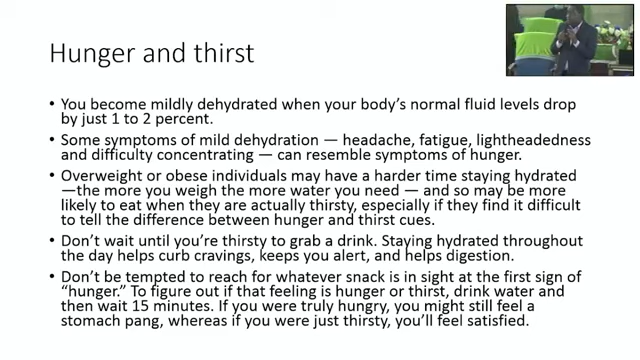 Hunger and thirst
• You become mildly dehydrated when your body's normal fluid levels drop
by just 1 to 2 percent.
• Some symptoms of mild dehydration — headache, fatigue, lightheadedness
and difficulty concentrating — can resemble symptoms of hunger.
• Overweight or obese individuals may have a harder time staying hydrated
—the more you weigh the more water you need — and so may be more
likely to eat when they are actually thirsty, especially if they find it difficult
to tell the difference between hunger and thirst cues.
• Don't wait until you're thirsty to grab a drink. Staying hydrated throughout
the day helps curb cravings, keeps you alert, and helps digestion.
• Don't be tempted to reach for whatever snack is in sight at the first sign of
“hunger.” To figure out if that feeling is hunger or thirst, drink water and
then wait 15 minutes. If you were truly hungry, you might still feel a
stomach pang, whereas if you were just thirsty, you'll feel satisfied.